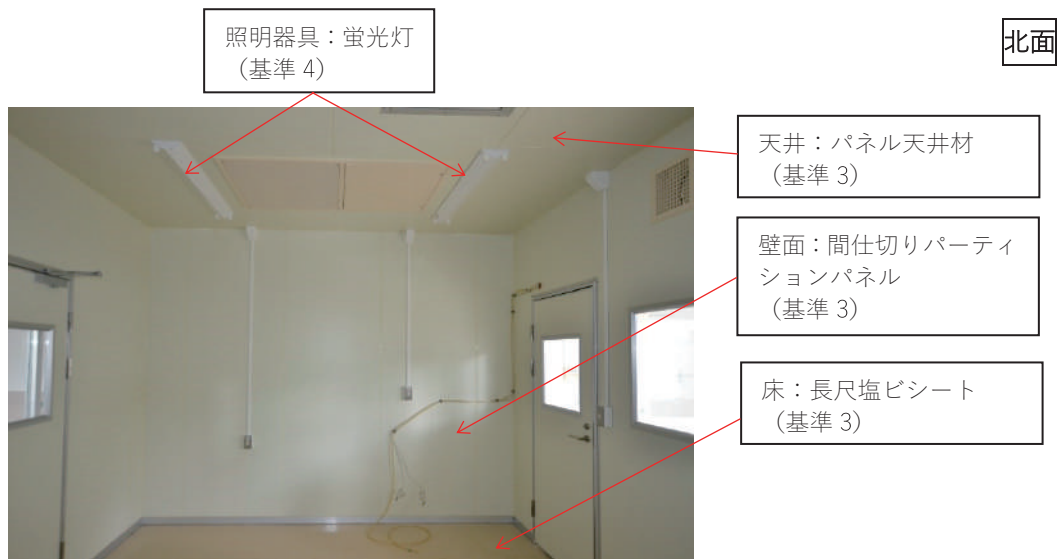 照明器具：蛍光灯
（基準 4）
北面
天井：パネル天井材
（基準 3）
壁面：間仕切りパーティ
ションパネル
（基準 3）
床：長尺塩ビシート
（基準 3）